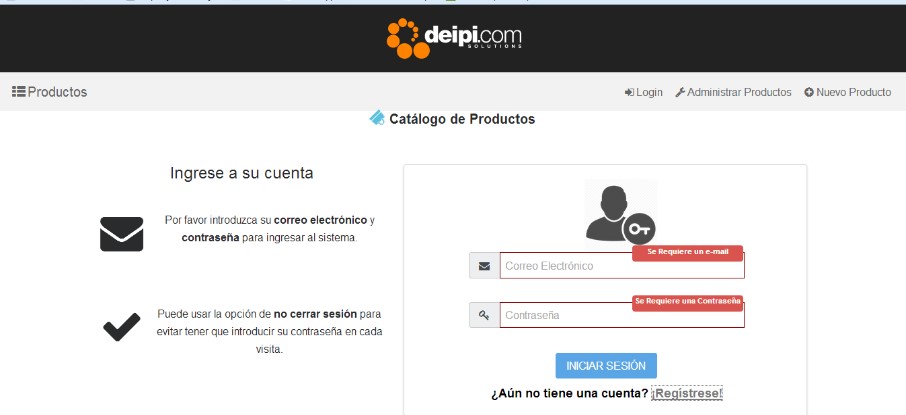 deipi.com
SOLUTIONS
Productos
Login
Administrar Productos
Nuevo Producto
Catálogo de Productos
Ingrese a su cuenta
Por favor introduzca su correo electrónico y
contraseña para ingresar al sistema.
Puede usar la opción de no cerrar sesión para
evitar tener que introducir su contraseña en cada
visita.
Se Requiere un e-mail
Correo Electrónico
Se Requiere una Contraseña
Contraseña
INICIAR SESIÓN
¿Aún no tiene una cuenta? ¡Regístrese!